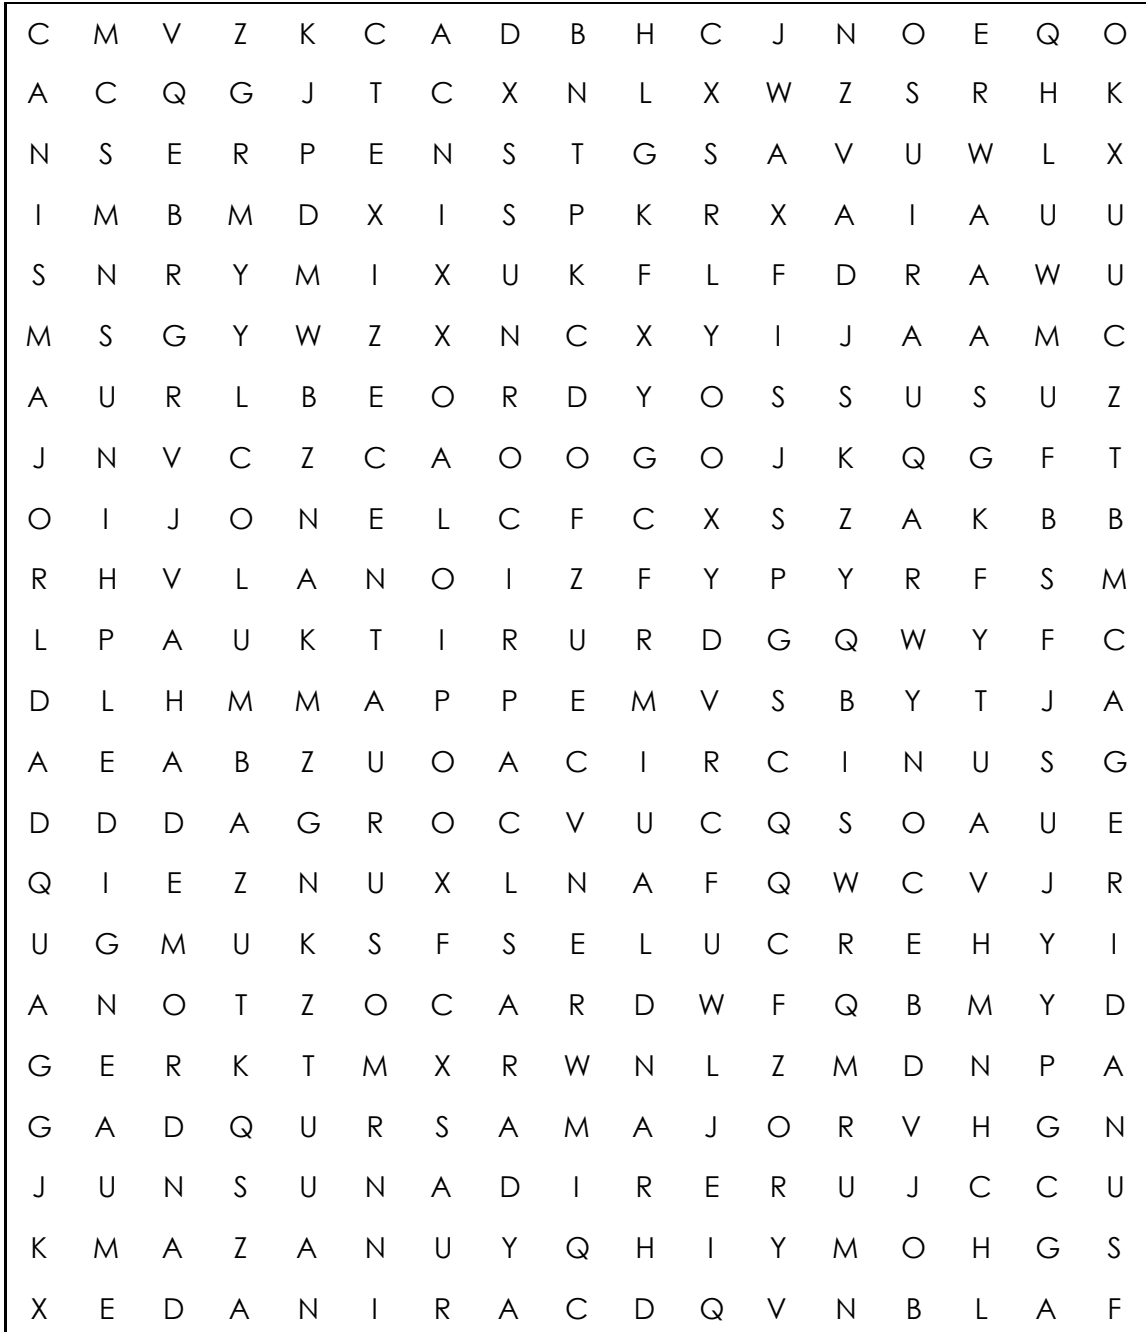 C M V Z K C A D B H C J N O E Q O
A C Q G J T C X N L X W Z S R H K
N S E R P E N S T G S A V U W L X
I M B M D X I S P K R X A I A U U
S N R Y M I X U K F L F D R A W U
M S G Y W Z X N C X Y I J A A M C
A U R L B E O R D Y O S S U S U Z
J N V C Z C A O O G O J K Q G F T
O I J O N E L C F C X S Z A K B B
R H V L A N O I Z F Y P Y R F S M
L P A U K T I R U R D G Q W Y F C
D L H M M A P P E M V S B Y T J A
A E A B Z U O A C I R C I N U S G
D D D A G R O C V U C Q S O A U E
Q I E Z N U X L N A F Q W C V J R
U G M U K S F S E L U C R E H Y I
A N O T Z O C A R D W F Q B M Y D
G E R K T M X R W N L Z M D N P A
G A D Q U R S A M A J O R V H G N
J U N S U N A D I R E R U J C C U
K M A Z A N U Y Q H I Y M O H G S
X E D A N I R A C D Q V N B L A F